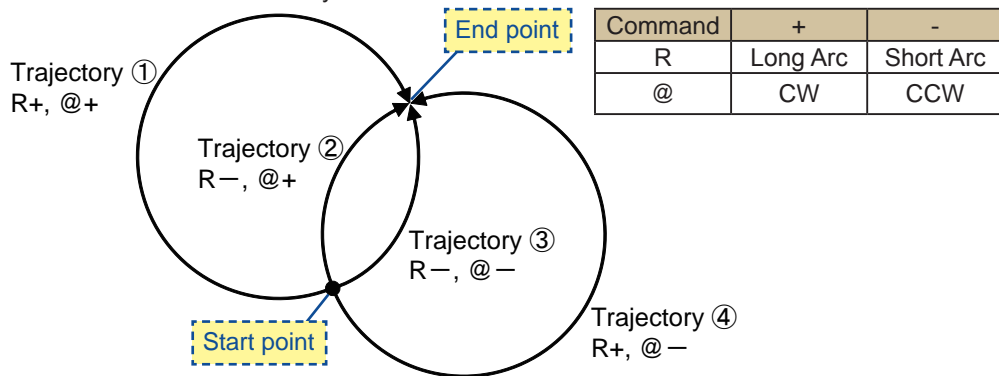 End point
Command + -
R Long Arc Short Arc
@ CW CCW
Trajectory ①
R+, @+
Trajectory ②
R－, @+
Trajectory ③
R－, @－
Start point
Trajectory ④
R+, @－